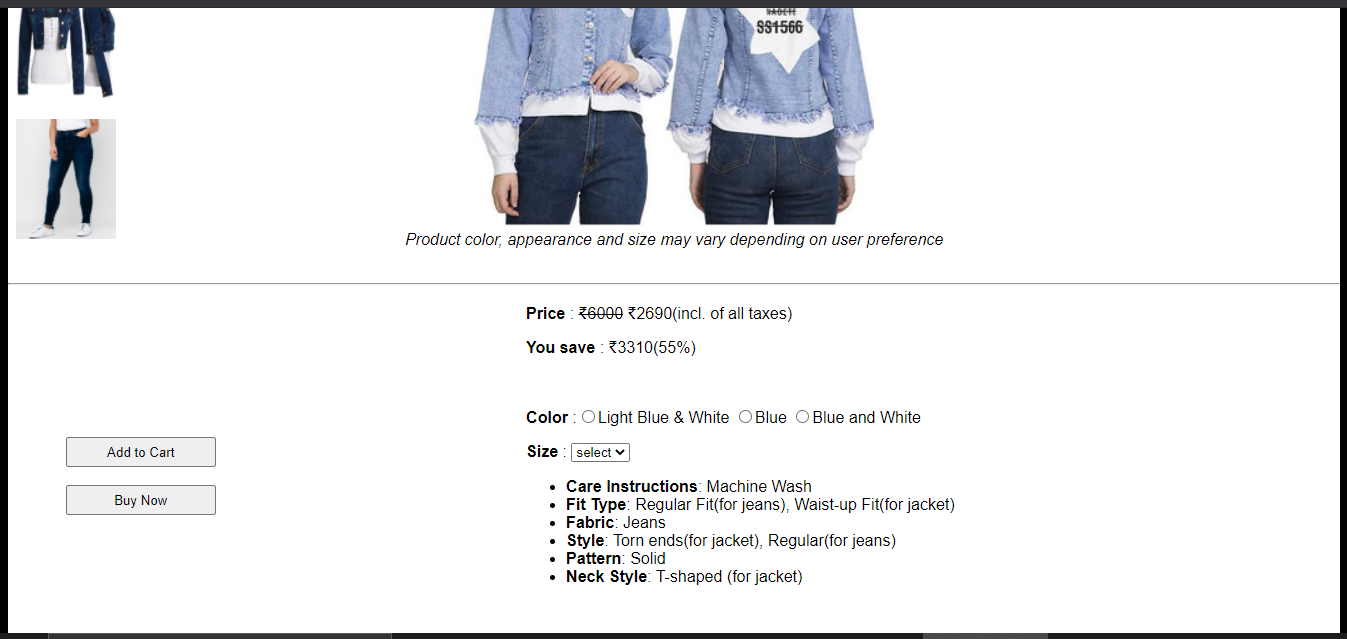 SS1566
Product color, appearance and size may vary depending on user preference
Price : ₹6000 ₹2690(incl. of all taxes)
You save : ₹3310(55%)
Color : Light Blue & White Blue Blue and White
Add to Cart
Size : select
Buy Now
Care Instructions: Machine Wash
Fit Type: Regular Fit(for jeans), Waist-up Fit(for jacket)
Fabric: Jeans
Style: Torn ends(for jacket), Regular(for jeans)
Pattern: Solid
Neck Style: T-shaped (for jacket)